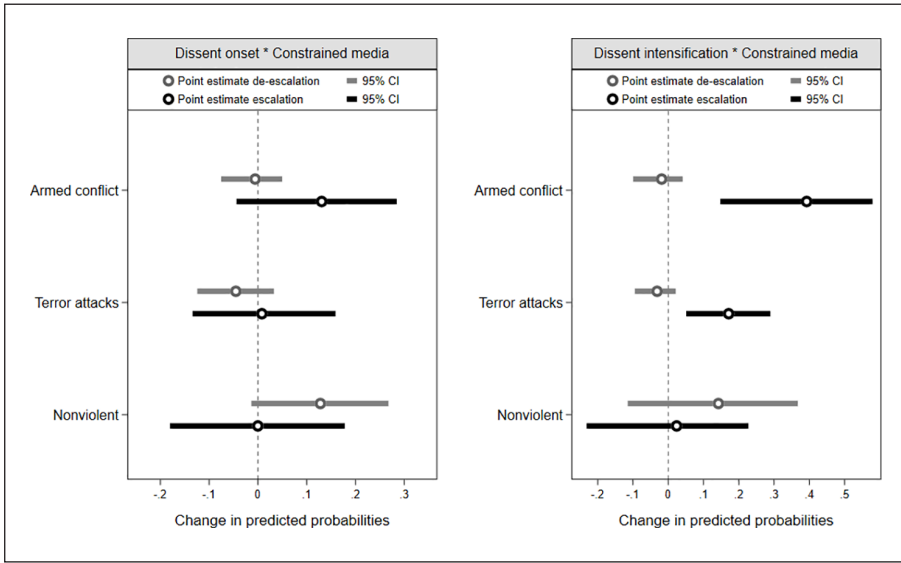 Dissent onset * Constrained media
Point estimate de-escalation 95% CI
Point estimate escalation 95% CI
Armed conflict
Terror attacks
Nonviolent
-.2 -.1 0 .1 .2 .3
Change in predicted probabilities
Dissent intensification * Constrained media
Point estimate de-escalation 95% CI
Point estimate escalation 95% CI
Armed conflict
Terror attacks
Nonviolent
-.2 -.1 0 .1 .2 .3 .4 .5
Change in predicted probabilities